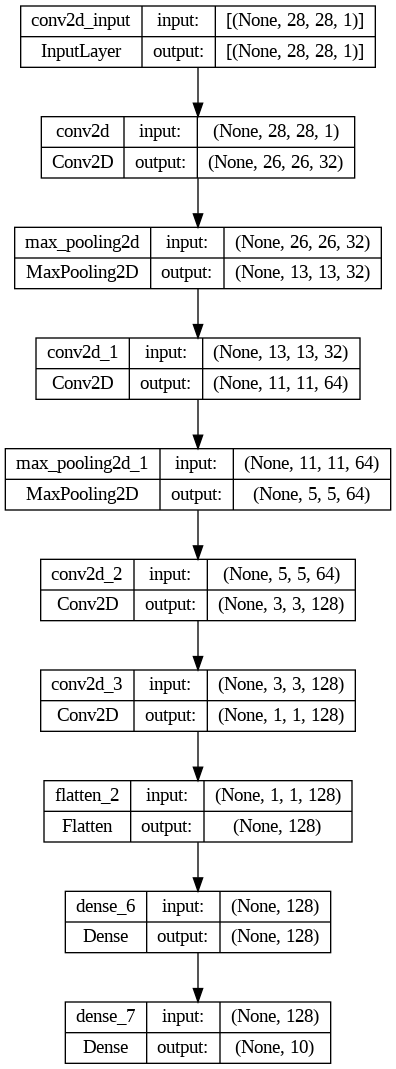 conv2d_input input: [(None, 28, 28, 1)]
InputLayer output: [(None, 28, 28, 1)]
conv2d input: (None, 28, 28, 1)
Conv2D output: (None, 26, 26, 32)
max_pooling2d input: (None, 26, 26, 32)
MaxPooling2D output: (None, 13, 13, 32)
conv2d_1 input: (None, 13, 13, 32)
Conv2D output: (None, 11, 11, 64)
max_pooling2d_1 input: (None, 11, 11, 64)
MaxPooling2D output: (None, 5, 5, 64)
conv2d_2 input: (None, 5, 5, 64)
Conv2D output: (None, 3, 3, 128)
conv2d_3 input: (None, 3, 3, 128)
Conv2D output: (None, 1, 1, 128)
flatten_2 input: (None, 1, 1, 128)
Flatten output: (None, 128)
dense_6 input: (None, 128)
Dense output: (None, 128)
dense_7 input: (None, 128)
Dense output: (None, 10)